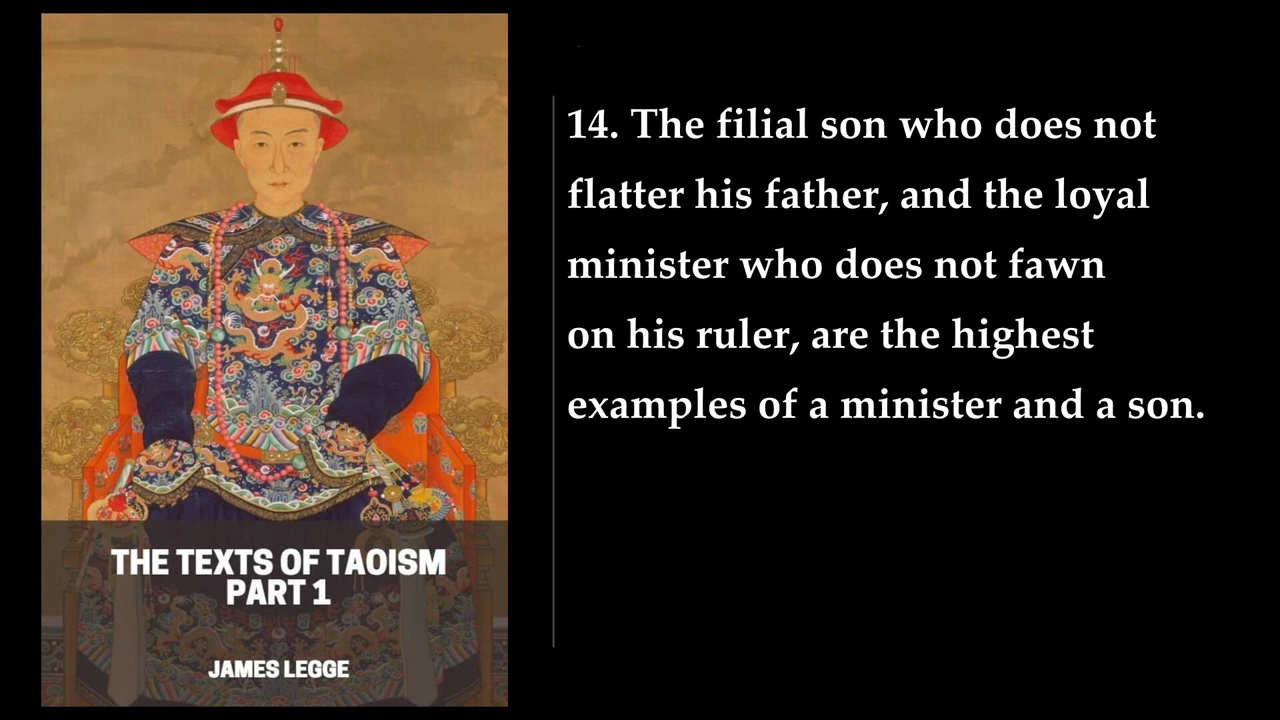 THE TEXTS OF TAOISM
PART 1
JAMES LEGGE
14. The filial son who does not
flatter his father, and the loyal
minister who does not fawn
on his ruler, are the highest
examples of a minister and a son.